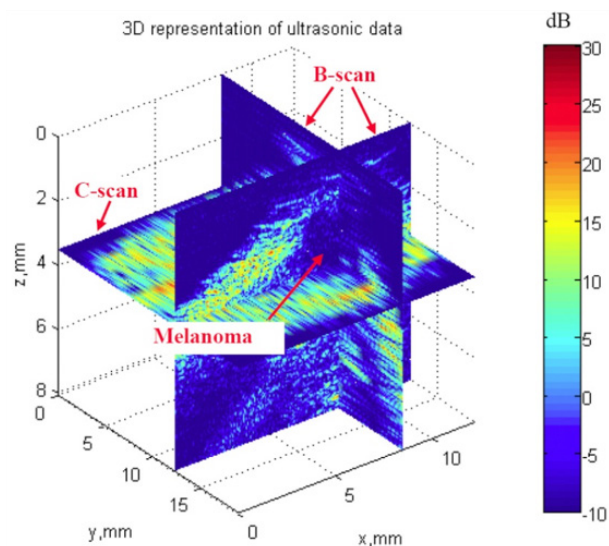 3D representation of ultrasonic data
dB
B-scan
C-scan
Melanoma
z,mm
0
2
4
6
8
0
5
10
15
y,mm
0
5
10
x,mm
30
25
20
15
10
5
0
-5
-10